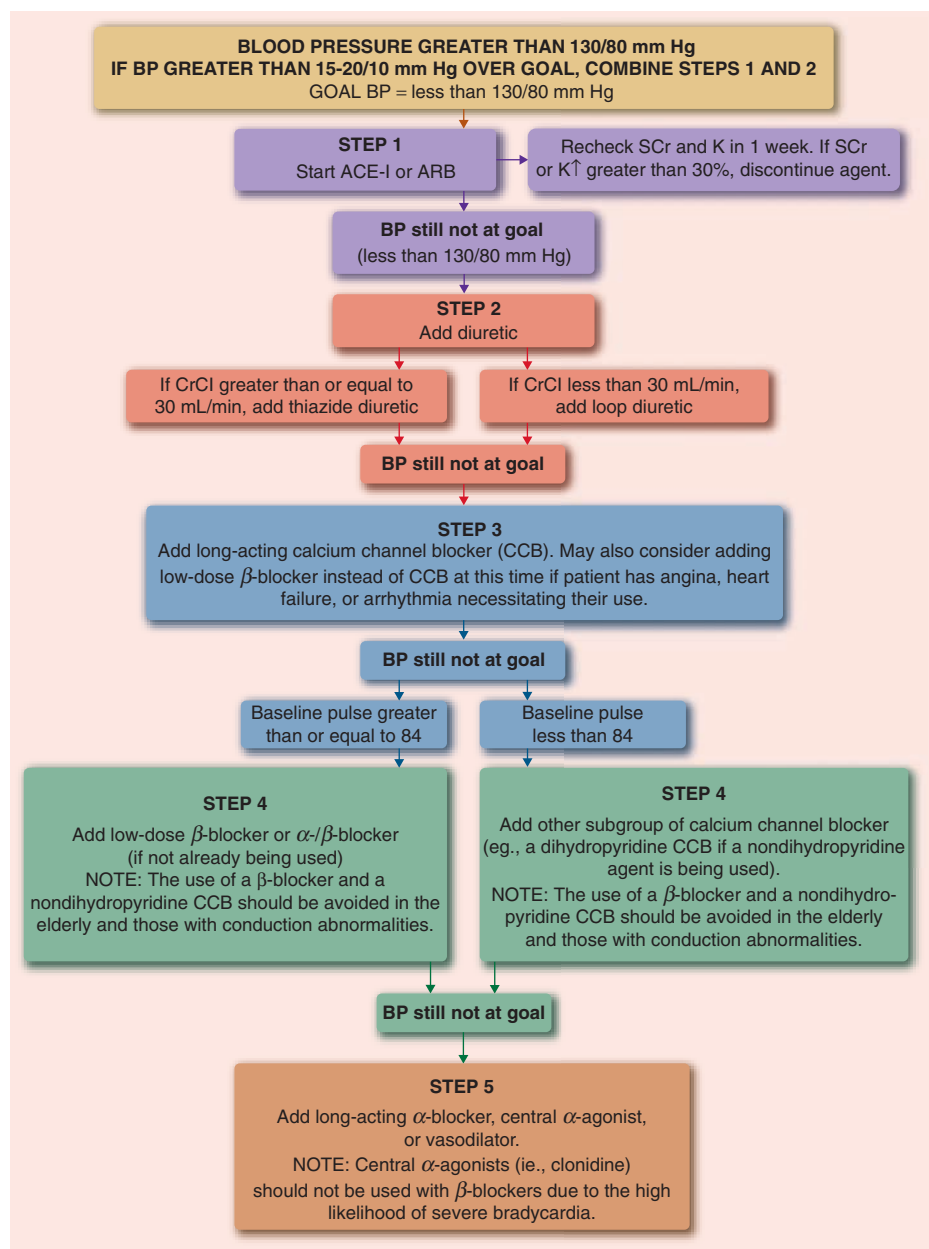 BLOOD PRESSURE GREATER THAN 130/80 mm Hg
IF BP GREATER THAN 15-20/10 mm Hg OVER GOAL, COMBINE STEPS 1 AND 2
GOAL BP = less than 130/80 mm Hg
STEP 1
Start ACE-I or ARB
Recheck SCr and K in 1 week. If SCr
or K↑ greater than 30%, discontinue agent.
BP still not at goal
(less than 130/80 mm Hg)
STEP 2
Add diuretic
If CrCl greater than or equal to
30 mL/min, add thiazide diuretic
If CrCl less than 30 mL/min,
add loop diuretic
BP still not at goal
STEP 3
Add long-acting calcium channel blocker (CCB). May also consider adding
low-dose β-blocker instead of CCB at this time if patient has angina, heart
failure, or arrhythmia necessitating their use.
BP still not at goal
Baseline pulse greater
than or equal to 84
Baseline pulse
less than 84
STEP 4
Add low-dose β-blocker or α-/β-blocker
(if not already being used)
NOTE: The use of a β-blocker and a
nondihydropyridine CCB should be avoided in the
elderly and those with conduction abnormalities.
STEP 4
Add other subgroup of calcium channel blocker
(eg., a dihydropyridine CCB if a nondihydropyridine
agent is being used).
NOTE: The use of a β-blocker and a nondihydro-
pyridine CCB should be avoided in the elderly
and those with conduction abnormalities.
BP still not at goal
STEP 5
Add long-acting α-blocker, central α-agonist,
or vasodilator.
NOTE: Central α-agonists (ie., clonidine)
should not be used with β-blockers due to the high
likelihood of severe bradycardia.